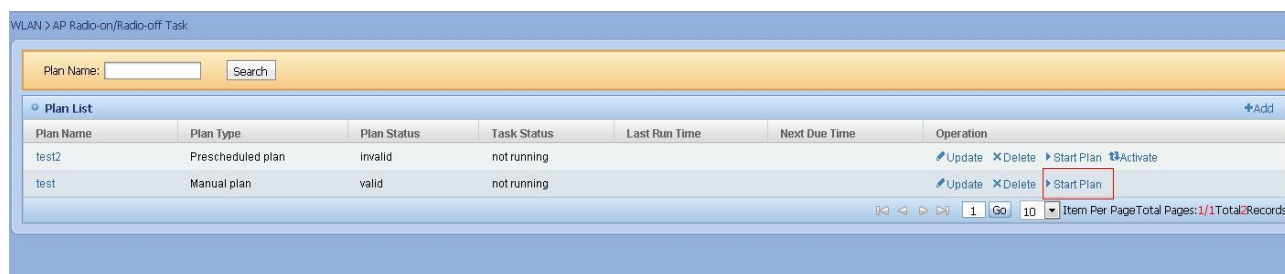 WLAN > AP Radio-on/Radio-off Task
Plan Name: Search
Plan List +Add
Plan Name Plan Type Plan Status Task Status Last Run Time Next Due Time Operation
test2 Prescheduled plan invalid not running Update Delete Start Plan Activate
test Manual plan valid not running Update Delete Start Plan
1 Go 10 Item Per PageTotal Pages:1/1Total2Records